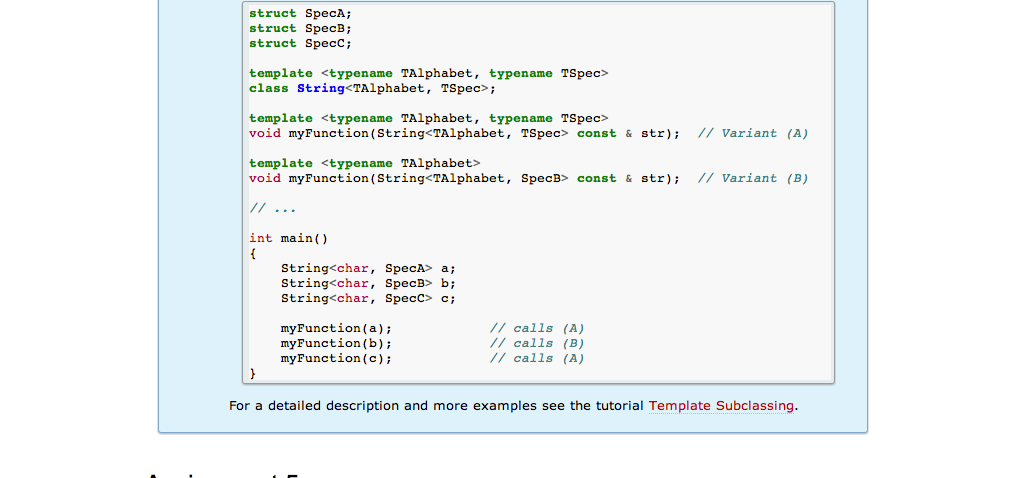 struct SpecA;
struct SpecB;
struct SpecC;
template <typename TAlphabet, typename TSpec>
class String<TAlphabet, TSpec>;
template <typename TAlphabet, typename TSpec>
void myFunction(String<TAlphabet, TSpec> const & str);  // Variant (A)
template <typename TAlphabet>
void myFunction(String<TAlphabet, SpecB> const & str);  // Variant (B)
// ...
int main()
{
    String<char, SpecA> a;
    String<char, SpecB> b;
    String<char, SpecC> c;
    myFunction(a);            // calls (A)
    myFunction(b);            // calls (B)
    myFunction(c);            // calls (A)
}
For a detailed description and more examples see the tutorial Template Subclassing.